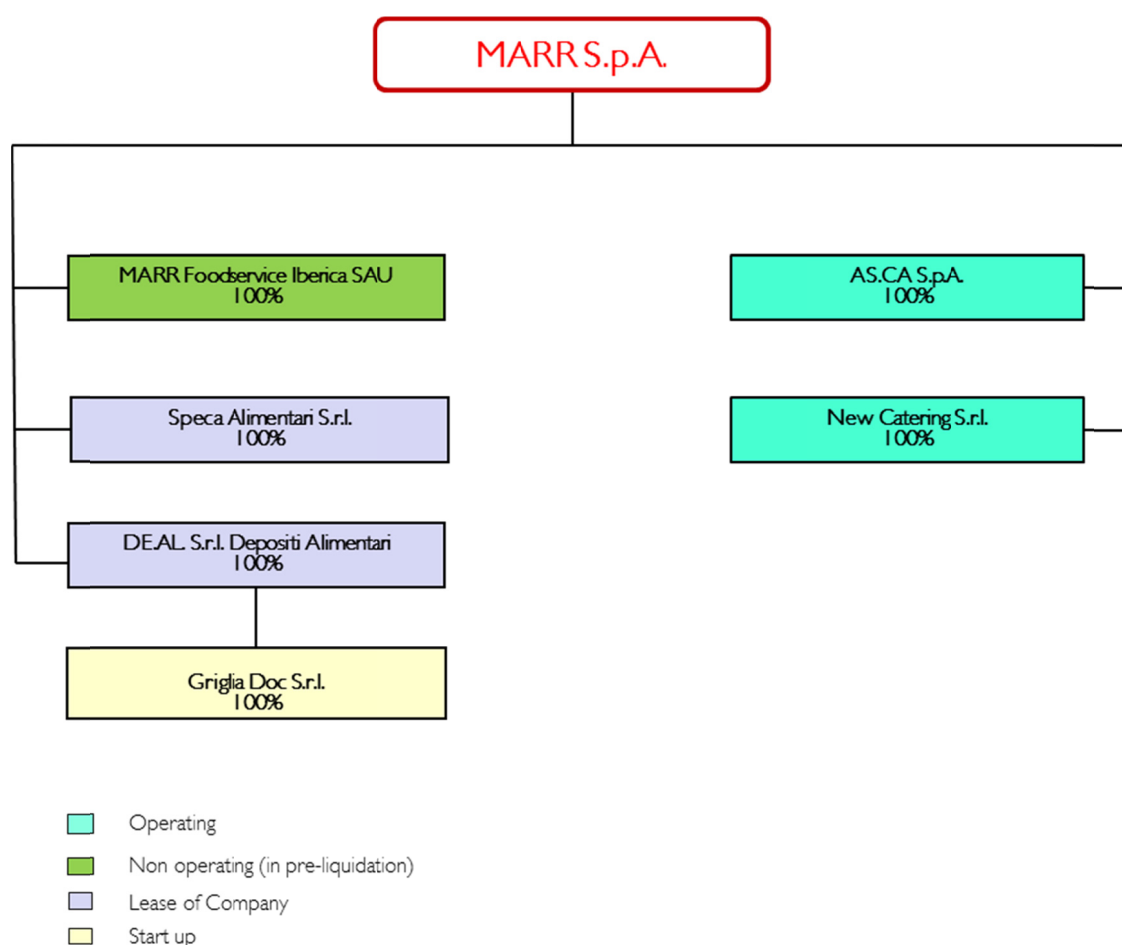 MARR S.p.A.
MARR Foodservice Iberica SAU
100%
AS.CA S.p.A.
100%
Speca Alimentari S.r.l.
100%
New Catering S.r.l.
100%
DE.AL. S.r.l. Depositi Alimentari
100%
Griglia Doc S.r.l.
100%
Operating
Non operating (in pre-liquidation)
Lease of Company
Start up